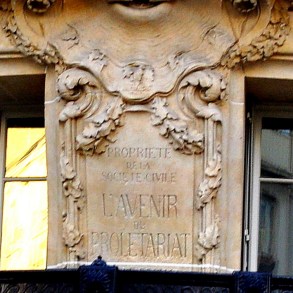 PROPRIETE
DE LA
SOCIETE CIVILE
L'AVENIR
DU
PROLETARIAT